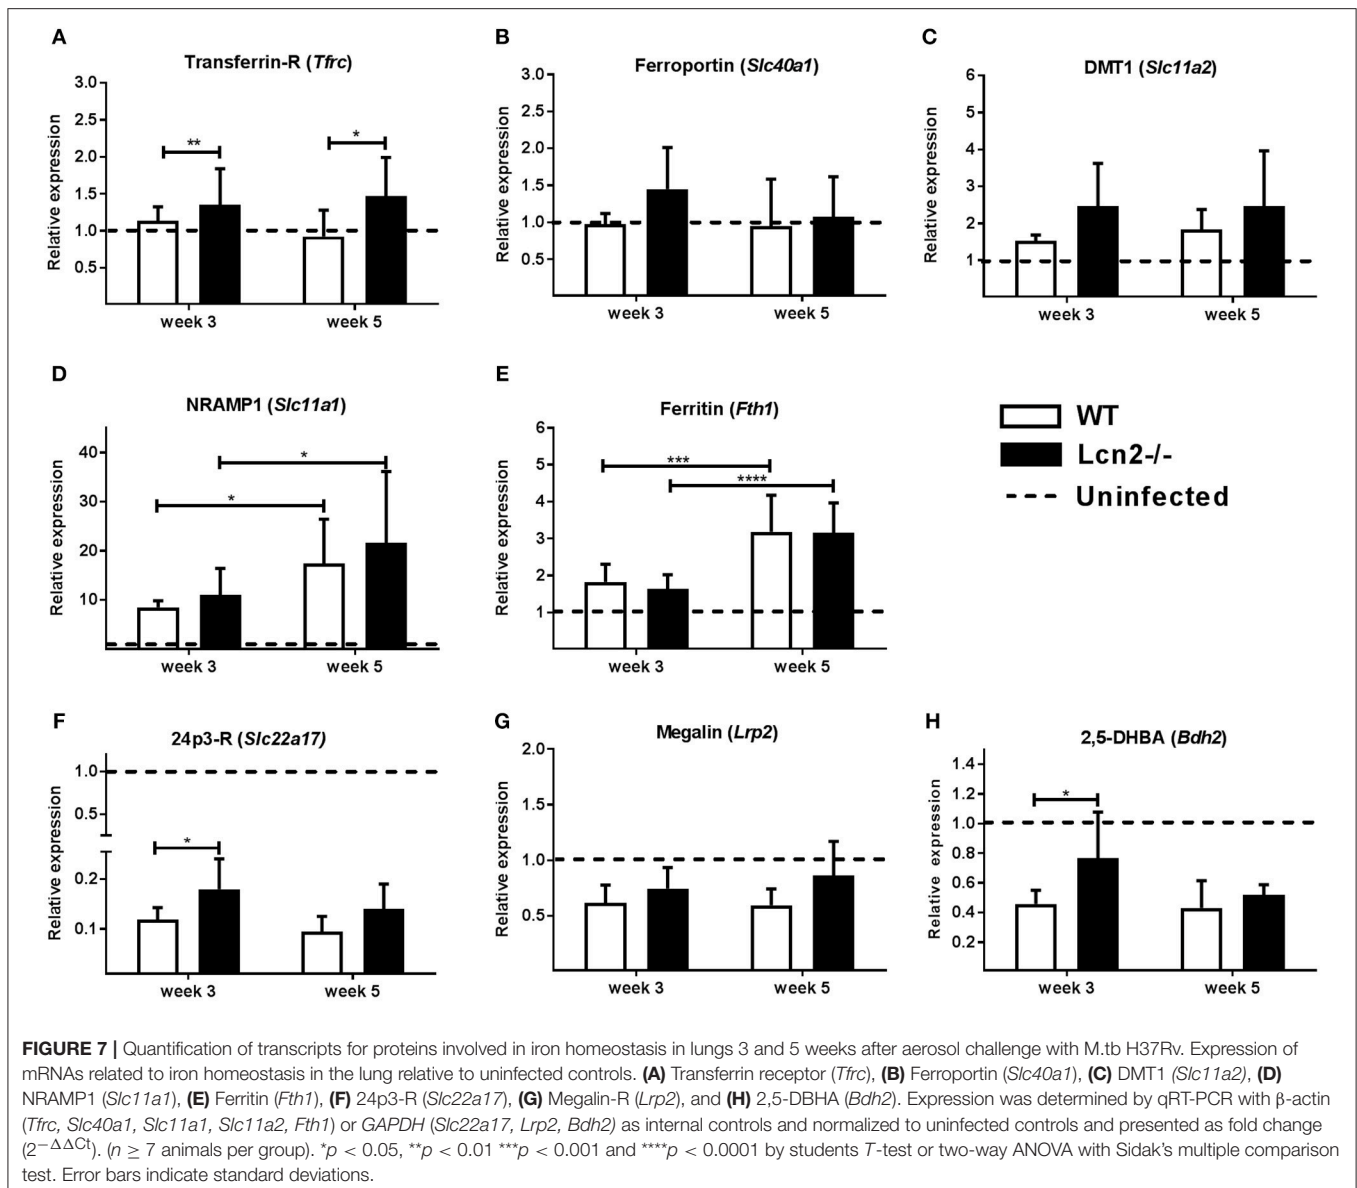 A
Transferrin-R (Tfrc)
Relative expression
3.0
2.5
2.0
1.5
1.0
0.5
**
*
week 3
week 5
B
Ferroportin (Slc40a1)
Relative expression
3.0
2.5
2.0
1.5
1.0
0.5
week 3
week 5
C
DMT1 (Slc11a2)
Relative expression
6
5
4
3
2
1
week 3
week 5
D
NRAMP1 (Slc11a1)
Relative expression
40
30
20
10
*
*
week 3
week 5
E
Ferritin (Fth1)
Relative expression
6
5
4
3
2
1
***
****
week 3
week 5
WT
Lcn2-/-
Uninfected
F
24p3-R (Slc22a17)
Relative expression
1.0
0.5
0.2
0.1
*
week 3
week 5
G
Megalin (Lrp2)
Relative expression
2.0
1.5
1.0
0.5
week 3
week 5
H
2,5-DHBA (Bdh2)
Relative expression
1.4
1.2
1.0
0.8
0.6
0.4
0.2
*
week 3
week 5
FIGURE 7 | Quantification of transcripts for proteins involved in iron homeostasis in lungs 3 and 5 weeks after aerosol challenge with M.tb H37Rv. Expression of
mRNAs related to iron homeostasis in the lung relative to uninfected controls. (A) Transferrin receptor (Tfrc), (B) Ferroportin (Slc40a1), (C) DMT1 (Slc11a2), (D)
NRAMP1 (Slc11a1), (E) Ferritin (Fth1), (F) 24p3-R (Slc22a17), (G) Megalin-R (Lrp2), and (H) 2,5-DBHA (Bdh2). Expression was determined by qRT-PCR with β-actin
(Tfrc, Slc40a1, Slc11a1, Slc11a2, Fth1) or GAPDH (Slc22a17, Lrp2, Bdh2) as internal controls and normalized to uninfected controls and presented as fold change
(2−ΔΔCt). (n ≥ 7 animals per group). *p < 0.05, **p < 0.01 ***p < 0.001 and ****p < 0.0001 by students T-test or two-way ANOVA with Sidak's multiple comparison
test. Error bars indicate standard deviations.